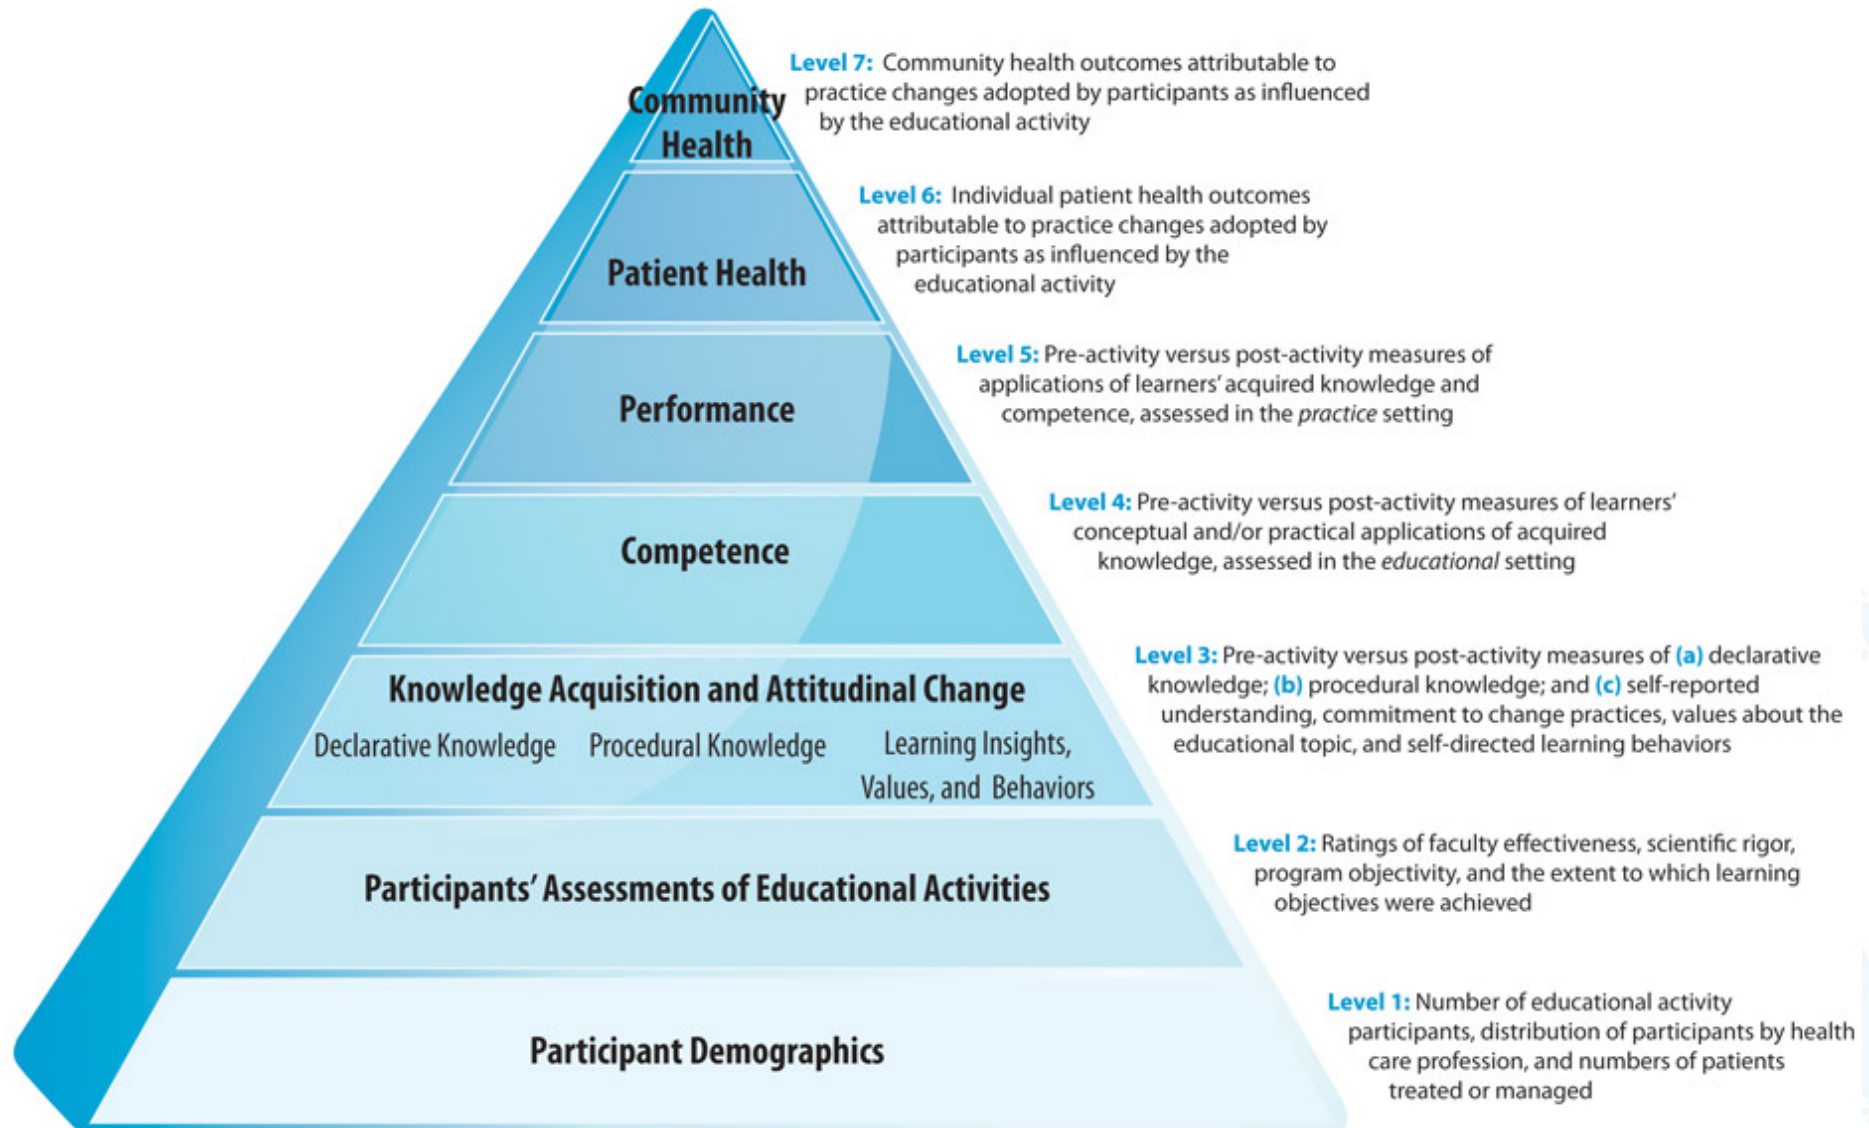 Community
Health
Level 7: Community health outcomes attributable to
practice changes adopted by participants as influenced
by the educational activity
Patient Health
Level 6: Individual patient health outcomes
attributable to practice changes adopted by
participants as influenced by the
educational activity
Performance
Level 5: Pre-activity versus post-activity measures of
applications of learners’ acquired knowledge and
competence, assessed in the practice setting
Competence
Level 4: Pre-activity versus post-activity measures of learners’
conceptual and/or practical applications of acquired
knowledge, assessed in the educational setting
Knowledge Acquisition and Attitudinal Change
Declarative Knowledge
Procedural Knowledge
Learning Insights,
Values, and Behaviors
Level 3: Pre-activity versus post-activity measures of (a) declarative
knowledge; (b) procedural knowledge; and (c) self-reported
understanding, commitment to change practices, values about the
educational topic, and self-directed learning behaviors
Participants’ Assessments of Educational Activities
Level 2: Ratings of faculty effectiveness, scientific rigor,
program objectivity, and the extent to which learning
objectives were achieved
Participant Demographics
Level 1: Number of educational activity
participants, distribution of participants by health
care profession, and numbers of patients
treated or managed